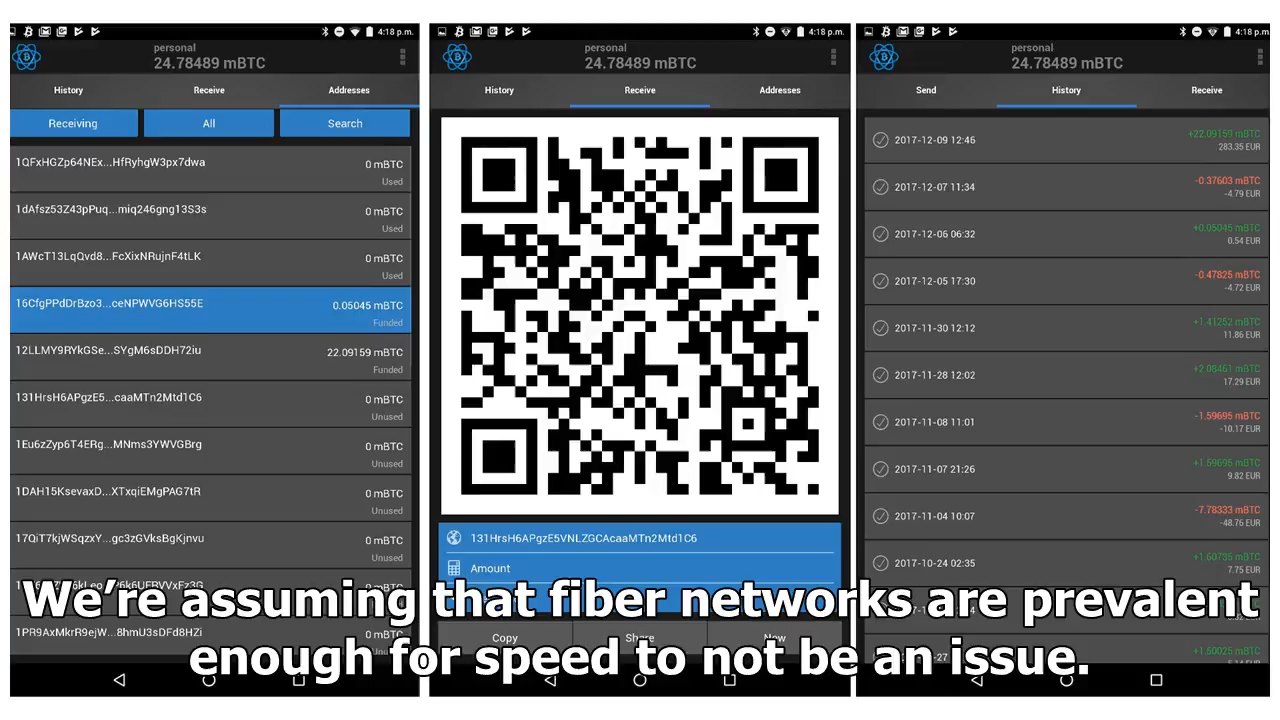 4:18 p.m.
personal
24.78489 mBTC
History
Receive
Addresses
Receiving
All
Search
1QFxHGZp64NEx...HfRyhgW3px7dwa
0 mBTC
Used
1dAfsz53Z43pPuq...miq246gng13S3s
0 mBTC
Used
1AWcT13LQqvd8...FcXixNRujnF4tLK
0 mBTC
Used
16CfgPPdDrBzo3...ceNPWVG6HS55E
0.05045 mBTC
Funded
12LLMY9RYkGSe...SYgM6sDDH72iu
22.09159 mBTC
Funded
131HrsH6APgzE5...caaMTn2Mtd1C6
0 mBTC
Unused
1Eu6zZyp6T4ERg...MNms3YWVGBrg
0 mBTC
Unused
1DAH15KsevaxD...XTxqiEMgPAG7tR
0 mBTC
Unused
17QiT7kjWSqzxY...gc3zGVksBgKjnvu
0 mBTC
Unused
1PR9AxMkrR9ejW...8hmU3sDFd8HZi
0 mBTC
4:18 p.m.
personal
24.78489 mBTC
History
Receive
Addresses
131HrsH6APgzE5VNLZGCAcaaMTn2Mtd1C6
Amount
Copy
Share
New
4:18 p.m.
personal
24.78489 mBTC
Send
History
Receive
2017-12-09 12:46
+22.09159 mBTC
283.35 EUR
2017-12-07 11:34
-0.37603 mBTC
-4.79 EUR
2017-12-06 06:32
+0.05045 mBTC
0.54 EUR
2017-12-05 17:30
-0.47825 mBTC
-4.72 EUR
2017-11-30 12:12
+1.41252 mBTC
11.86 EUR
2017-11-28 12:02
+2.08461 mBTC
17.29 EUR
2017-11-08 11:01
-1.59695 mBTC
-10.17 EUR
2017-11-07 21:26
+1.59695 mBTC
9.82 EUR
2017-11-04 10:07
-7.78333 mBTC
-48.76 EUR
2017-10-24 02:35
+1.60735 mBTC
7.75 EUR
+1.50025 mBTC
We're assuming that fiber networks are prevalent
enough for speed to not be an issue.